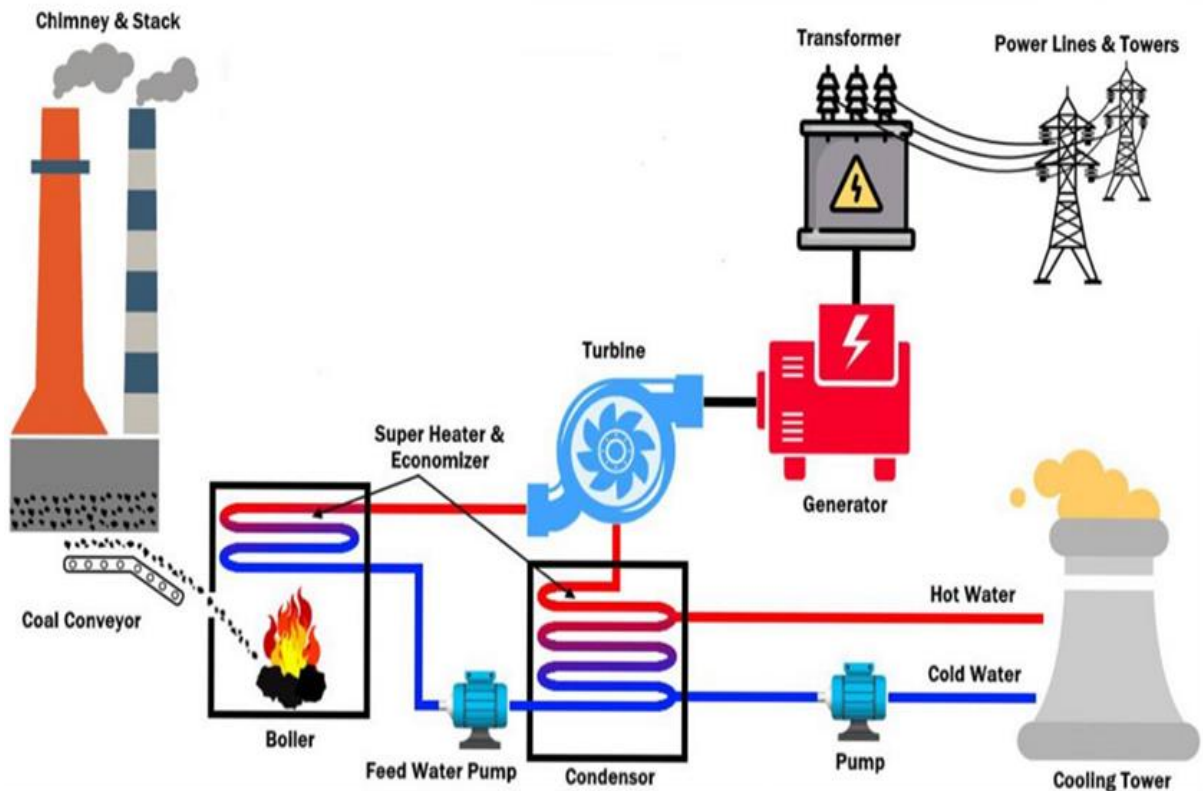 Chimney & Stack
Transformer
Power Lines & Towers
Turbine
Super Heater &
Economizer
Generator
Coal Conveyor
Hot Water
Cold Water
Boiler
Feed Water Pump
Condensor
Pump
Cooling Tower